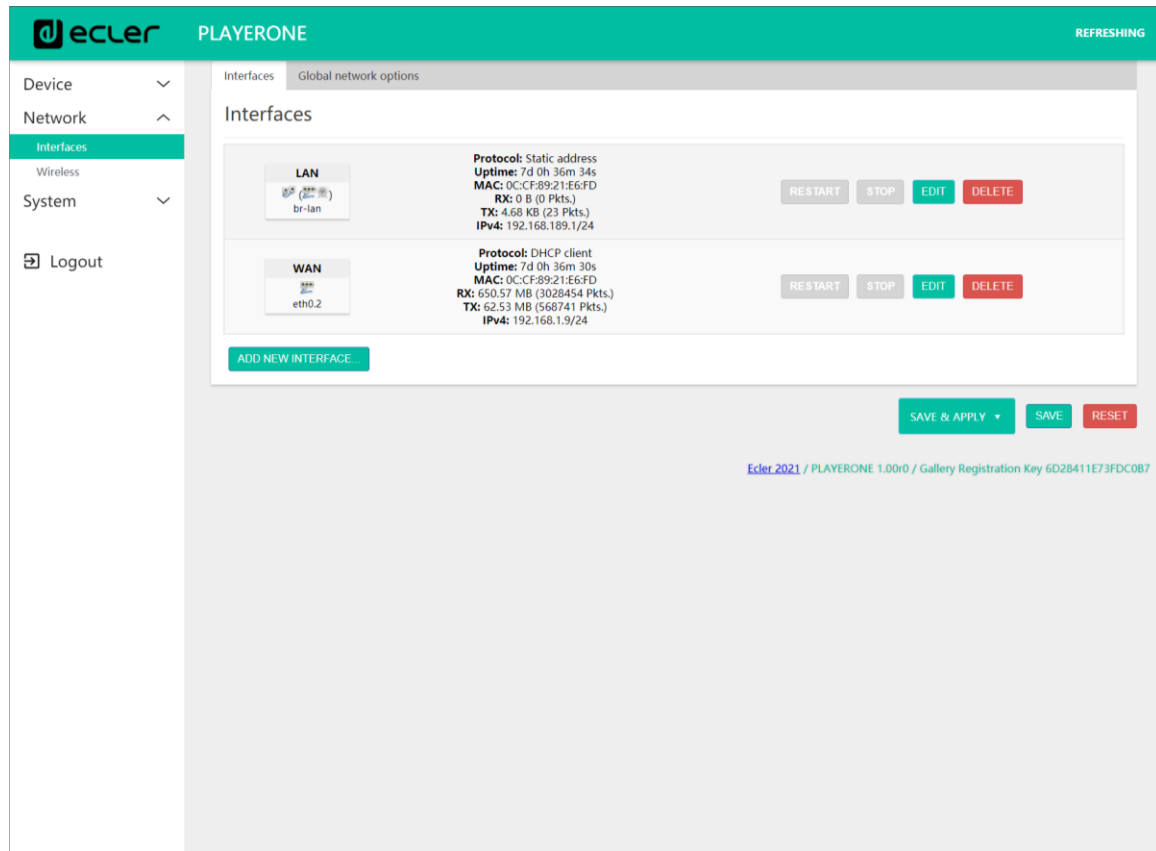 ecler
PLAYERONE
REFRESHING
Device
Network
Interfaces
Wireless
System
Logout
Interfaces
Global network options
Interfaces
LAN
br-lan
Protocol: Static address
Uptime: 7d 0h 36m 34s
MAC: 0C:CF:89:21:E6:FD
RX: 0 B (0 Pkts.)
TX: 4.68 KB (23 Pkts.)
IPv4: 192.168.189.1/24
RESTART
STOP
EDIT
DELETE
WAN
eth0.2
Protocol: DHCP client
Uptime: 7d 0h 36m 30s
MAC: 0C:CF:89:21:E6:FD
RX: 650.57 MB (3028454 Pkts.)
TX: 62.53 MB (568741 Pkts.)
IPv4: 192.168.1.9/24
RESTART
STOP
EDIT
DELETE
ADD NEW INTERFACE...
SAVE & APPLY
SAVE
RESET
Ecler 2021 / PLAYERONE 1.00r0 / Gallery Registration Key 6D28411E73FDC0B7